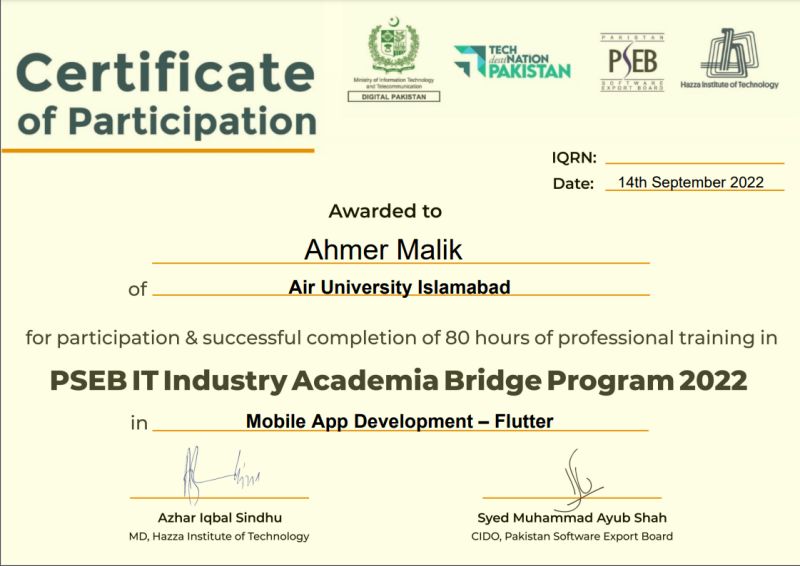 Certificate
of Participation
Ministry of Information Technology
and Telecommunication
DIGITAL PAKISTAN
TECH
destiNATION
PAKISTAN
PAKISTAN
PSEB
SOFTWARE
EXPORT BOARD
Hazza Institute of Technology
IQRN:
Date: 14th September 2022
Awarded to
Ahmer Malik
of Air University Islamabad
for participation & successful completion of 80 hours of professional training in
PSEB IT Industry Academia Bridge Program 2022
in Mobile App Development – Flutter
Azhar Iqbal Sindhu
MD, Hazza Institute of Technology
Syed Muhammad Ayub Shah
CIDO, Pakistan Software Export Board